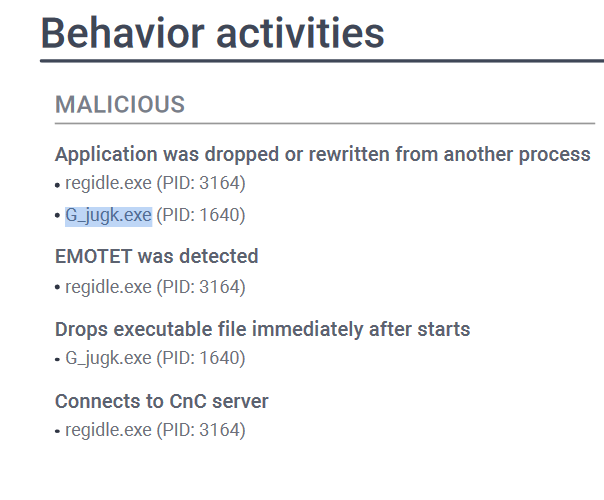 Behavior activities
MALICIOUS
Application was dropped or rewritten from another process
• regidle.exe (PID: 3164)
• G_jugk.exe (PID: 1640)
EMOTET was detected
• regidle.exe (PID: 3164)
Drops executable file immediately after starts
• G_jugk.exe (PID: 1640)
Connects to CnC server
• regidle.exe (PID: 3164)